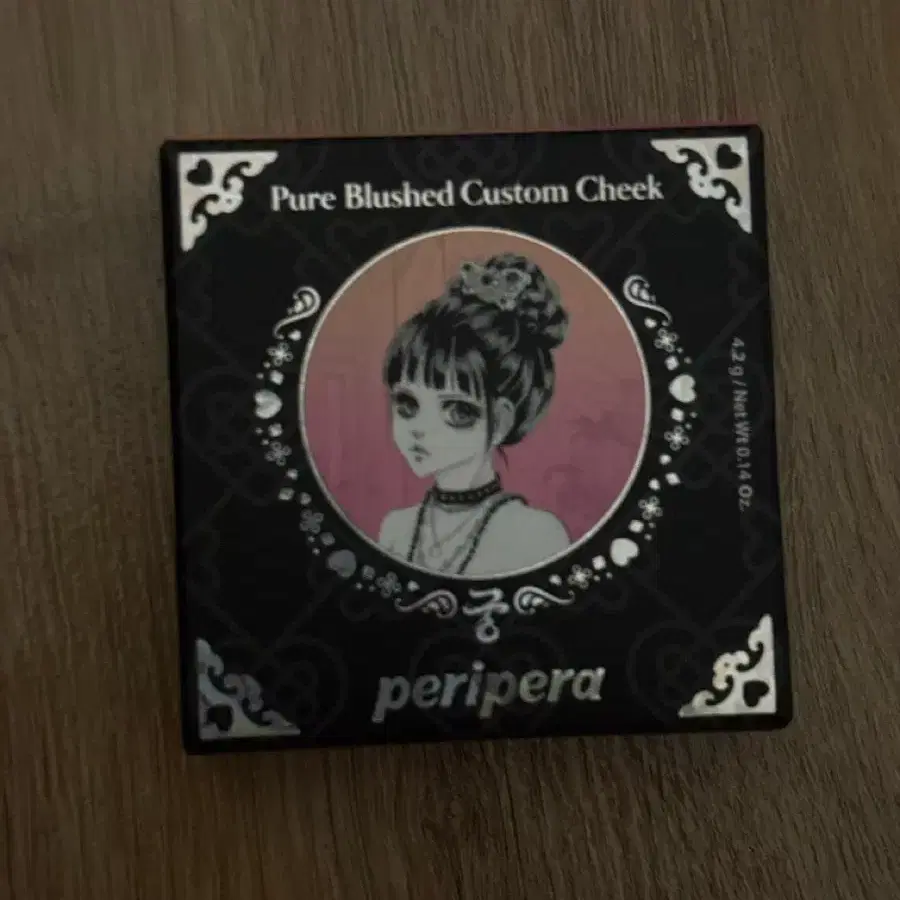 Pure Blushed Custom Cheek
4.2 g / Net Wt 0.14 Oz.
궁
peripera